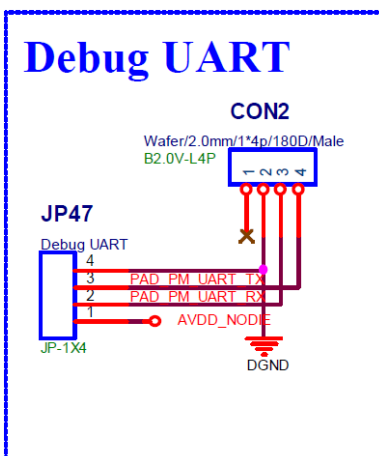 Debug UART
CON2
Wafer/2.0mm/1*4p/180D/Male
B2.0V-L4P
1 2 3 4
JP47
Debug UART
4
3 PAD_PM_UART_TX
2 PAD_PM_UART_RX
1 AVDD_NODIE
JP-1X4
DGND